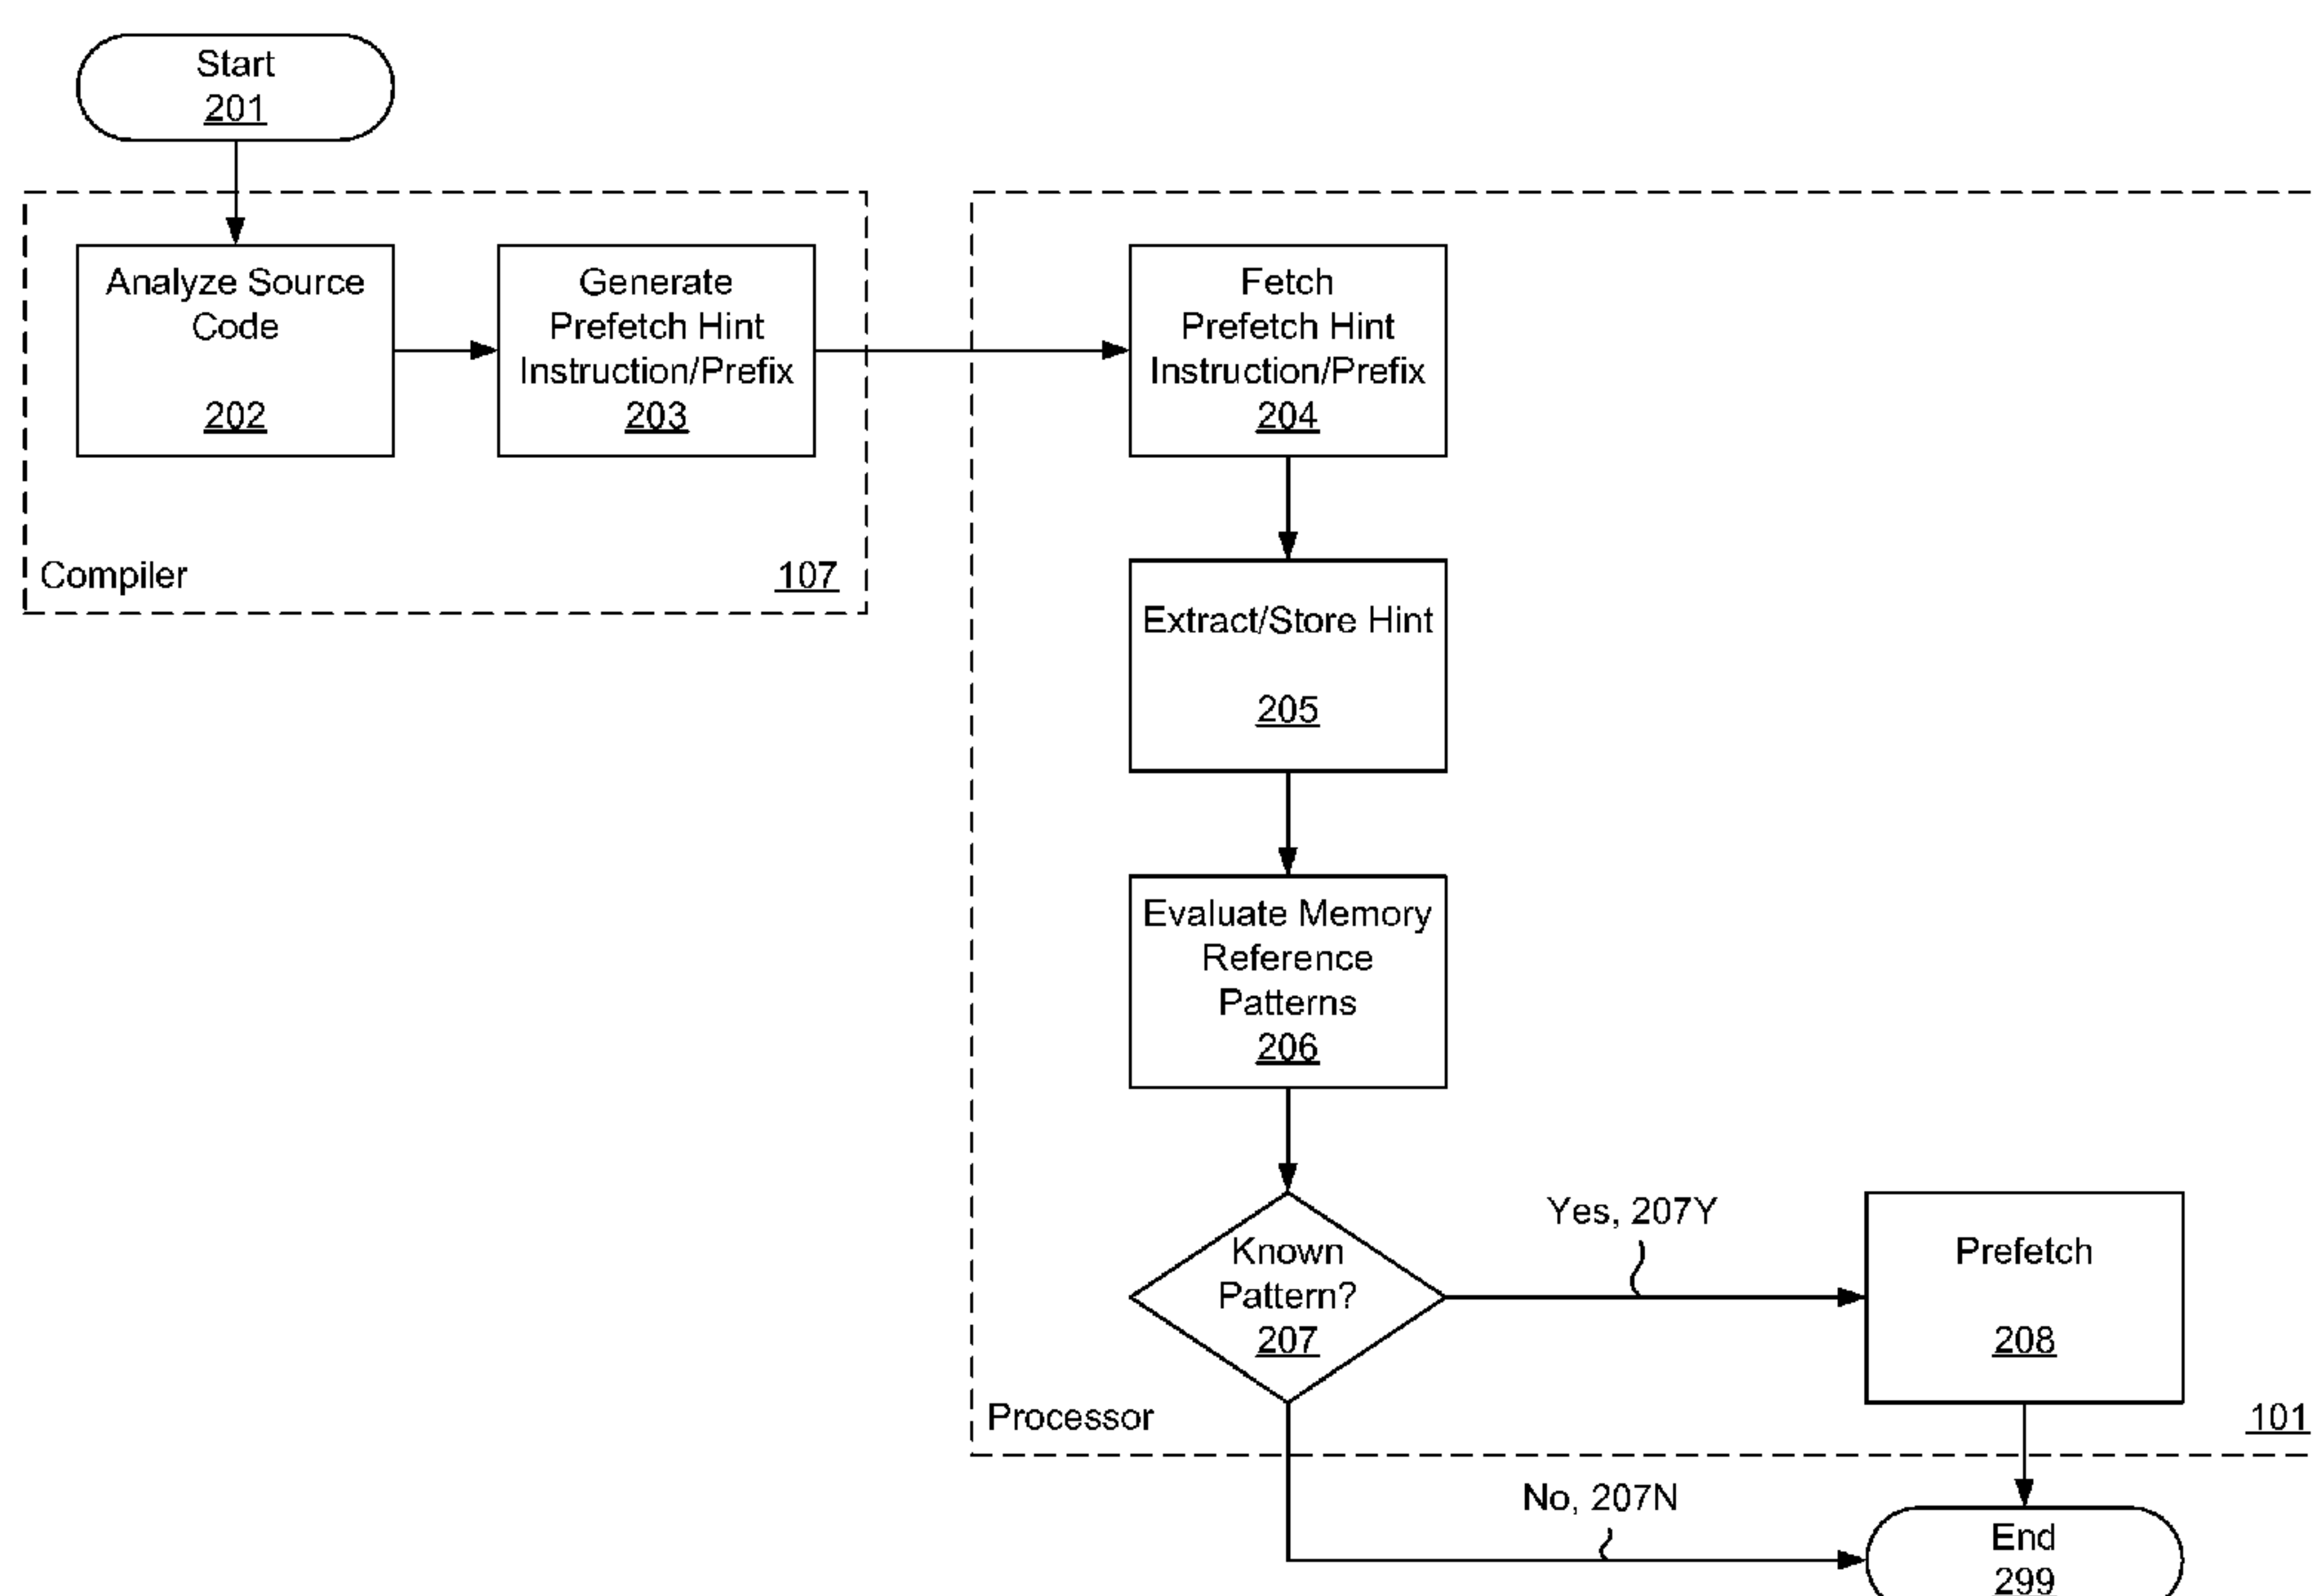 Start
201
Analyze Source
Code
202
Generate
Prefetch Hint
Instruction/Prefix
203
Compiler
107
Fetch
Prefetch Hint
Instruction/Prefix
204
Extract/Store Hint
205
Evaluate Memory
Reference
Patterns
206
Known
Pattern?
207
Yes, 207Y
Prefetch
208
Processor
101
No, 207N
End
299